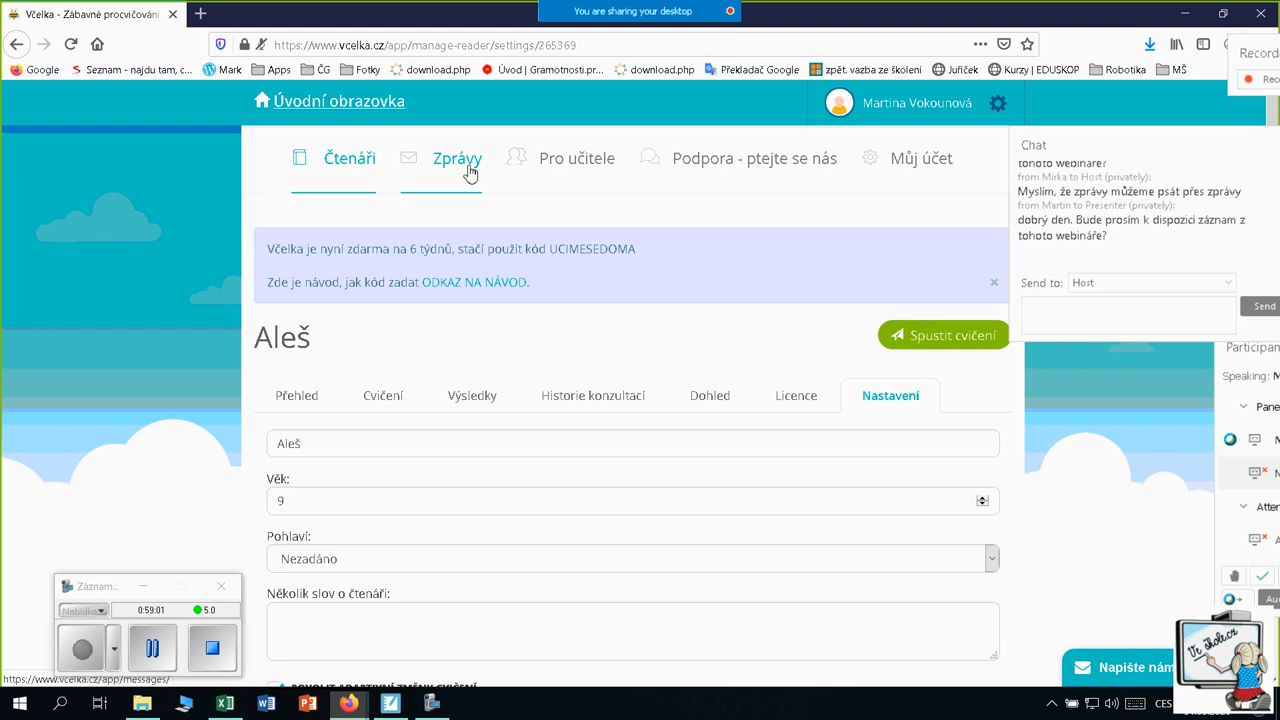 Včelka - Zábavné procvičování
You are sharing your desktop
https://www.vcelka.cz/app/manage-reader/settings/265369
Google
Seznam - najdu tam, c...
Mark
Apps
ČG
Fotky
download.php
Úvod | Gramotnosti.pr...
download.php
Překladač Google
zpět. vazba ze školení
Juříček
Kurzy | EDUSKOP
Robotika
MŠ
Úvodní obrazovka
Martina Vokounová
Čtenáři
Zprávy
Pro učitele
Podpora - ptejte se nás
Můj účet
Chat
tohoto webináře?
from Mirka to Host (privately):
Myslím, že zprávy můžeme psát přes zprávy
from Martin to Presenter (privately):
dobrý den. Bude prosím k dispozici záznam z
tohoto webináře?
Send to:
Host
Send
Včelka je nyní zdarma na 6 týdnů, stačí použít kód UCIMESEDOMA
Zde je návod, jak kód zadat ODKAZ NA NÁVOD.
Aleš
Spustit cvičení
Speaking:
Přehled
Cvičení
Výsledky
Historie konzultací
Dohled
Licence
Nastavení
Aleš
Věk:
9
Pohlaví:
Nezadáno
Několik slov o čtenáři:
Záznam...
Nabídka
0:59:01
5.0
Napište nám
Ve škole.cz
https://www.vcelka.cz/app/messages/
CES